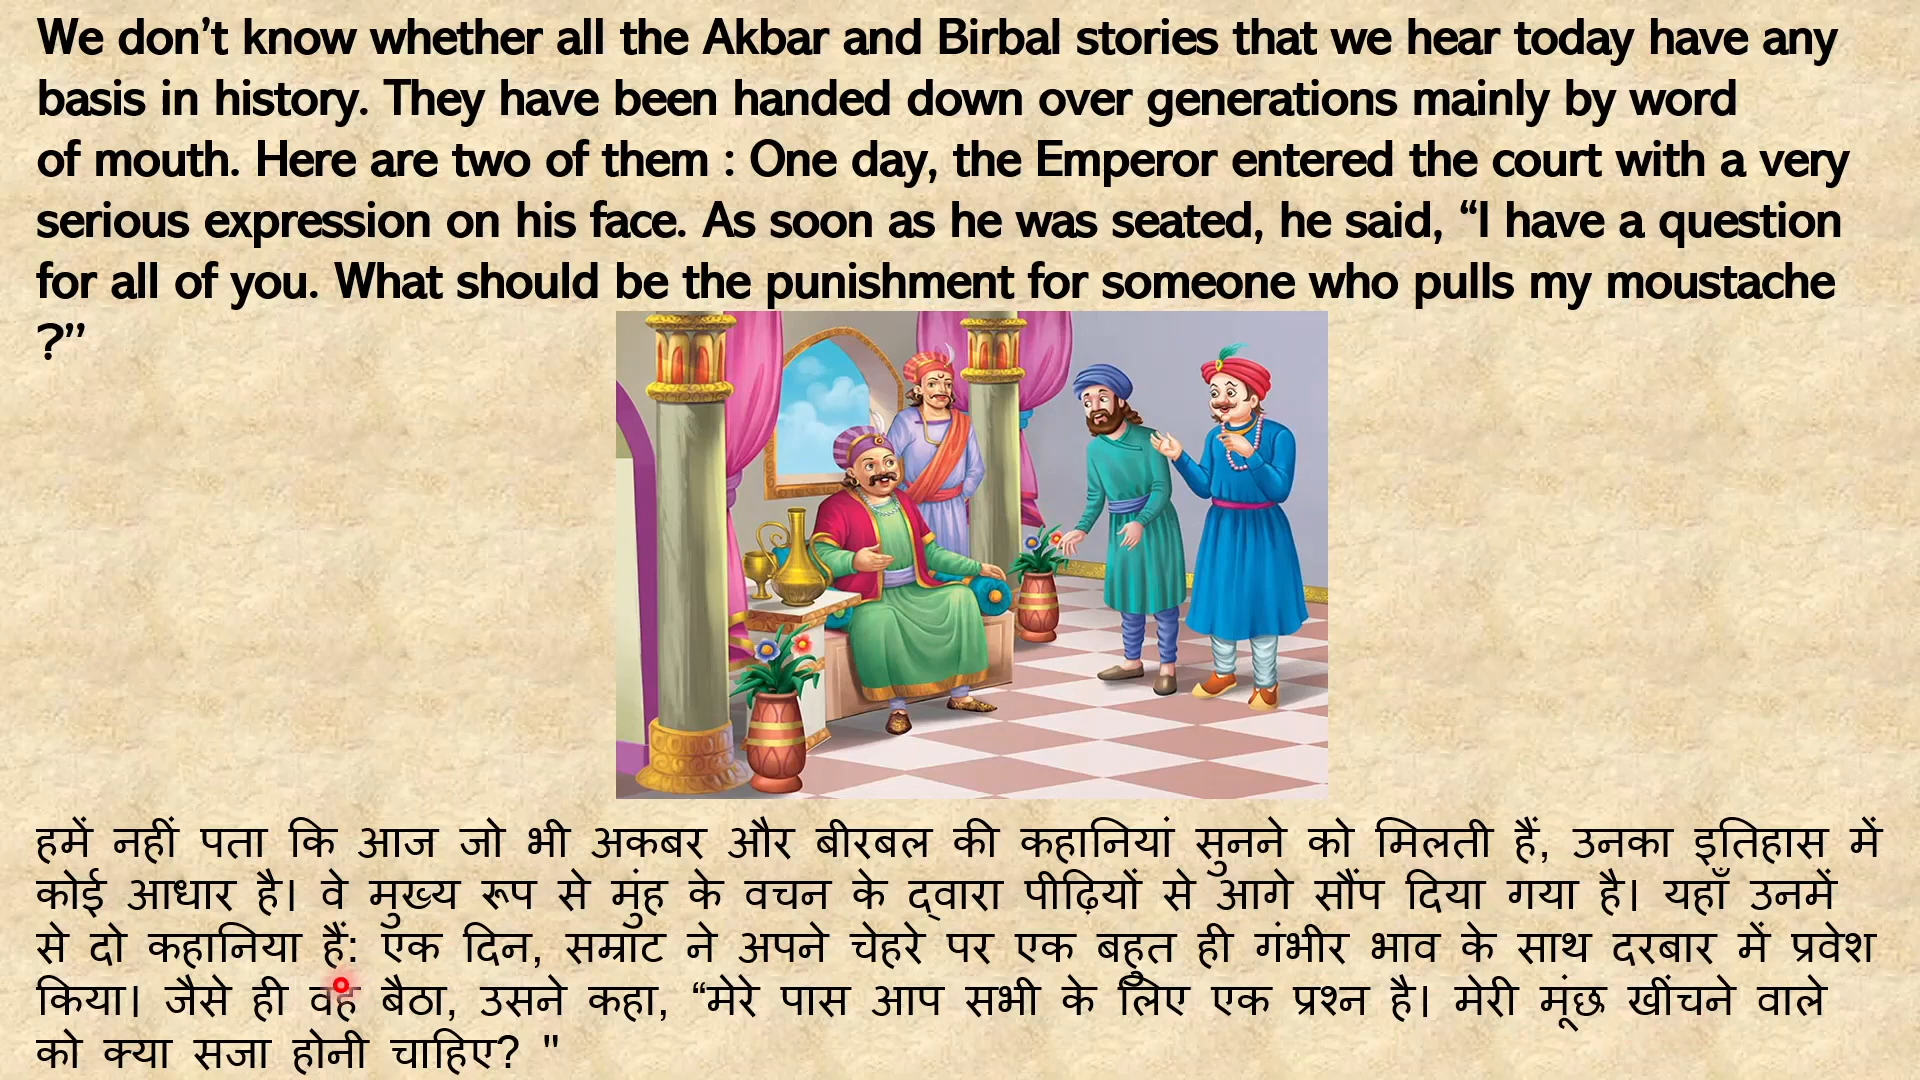 We don’t know whether all the Akbar and Birbal stories that we hear today have any
basis in history. They have been handed down over generations mainly by word
of mouth. Here are two of them : One day, the Emperor entered the court with a very
serious expression on his face. As soon as he was seated, he said, “I have a question
for all of you. What should be the punishment for someone who pulls my moustache
?”
हमें नहीं पता कि आज जो भी अकबर और बीरबल की कहानियां सुनने को मिलती हैं, उनका इतिहास में
कोई आधार है। वे मुख्य रूप से मुंह के वचन के द्वारा पीढ़ियों से आगे सौंप दिया गया है। यहाँ उनमें
से दो कहानिया हैं: एक दिन, सम्राट ने अपने चेहरे पर एक बहुत ही गंभीर भाव के साथ दरबार में प्रवेश
किया। जैसे ही वह बैठा, उसने कहा, “मेरे पास आप सभी के लिए एक प्रश्न है। मेरी मूंछ खींचने वाले
को क्या सजा होनी चाहिए? "